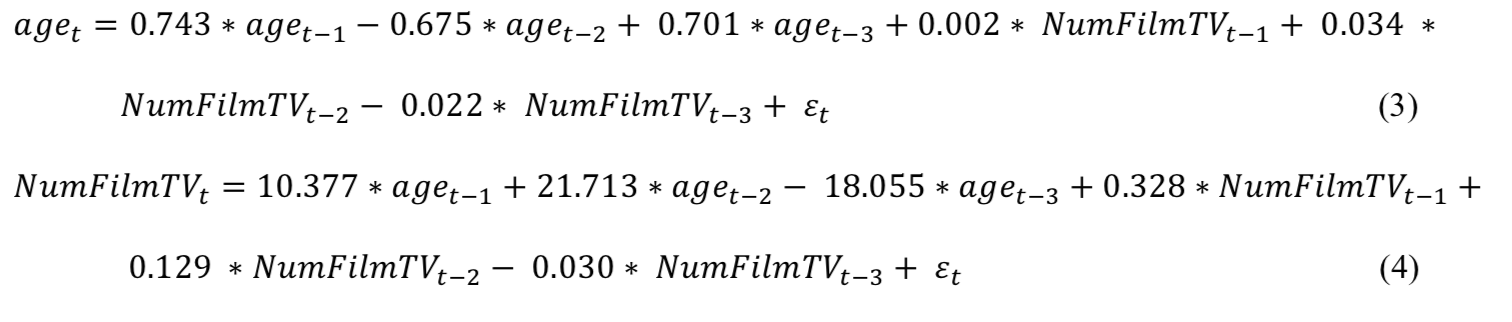 age_{t−1} = 0.743 * age_{t−1} − 0.675 * age_{t−2} + 0.701 * age_{t−3} + 0.002 * NumFilmTV_{t−1} + 0.034 *
NumFilmTV_{t−2} − 0.022 * NumFilmTV_{t−3} + ε_t (3)
NumFilmTV_t = 10.377 * age_{t−1} + 21.713 * age_{t−2} − 18.055 * age_{t−3} + 0.328 * NumFilmTV_{t−1} +
0.129 * NumFilmTV_{t−2} − 0.030 * NumFilmTV_{t−3} + ε_t (4)